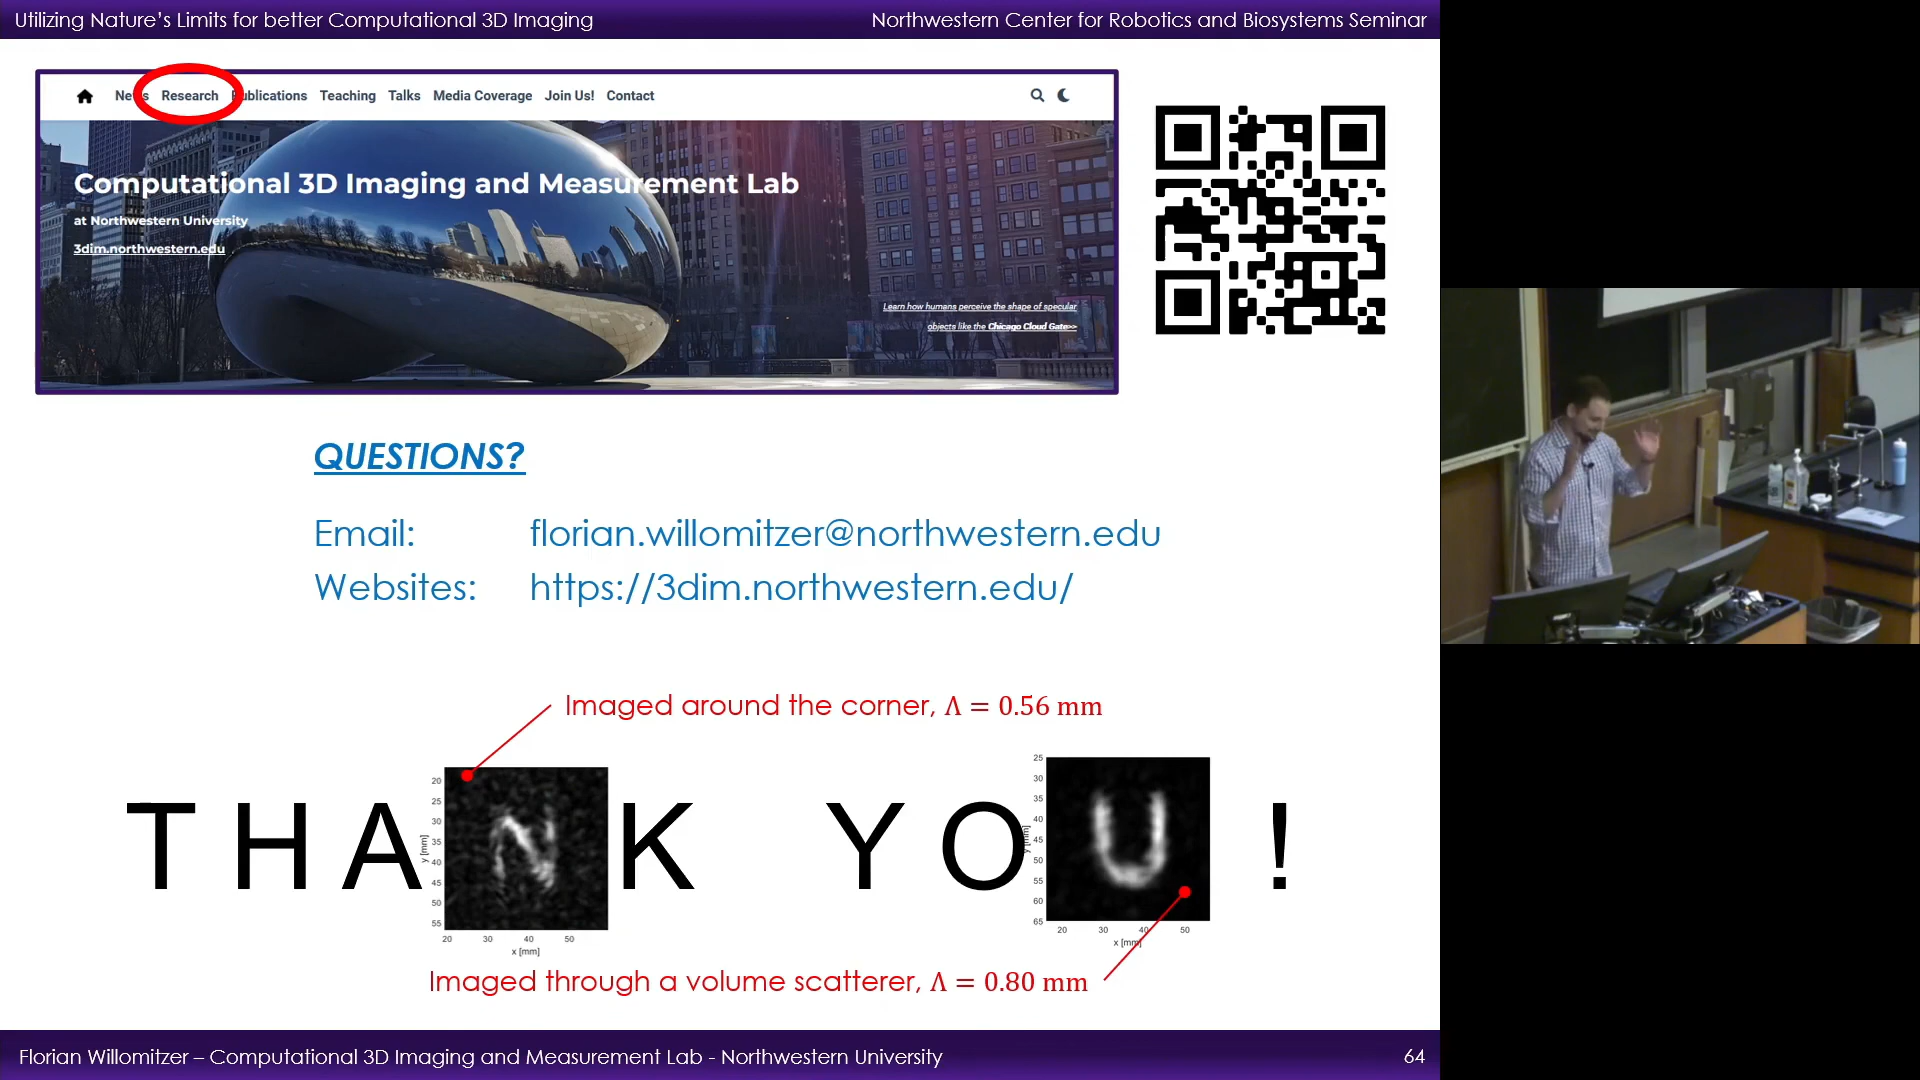 Utilizing Nature's Limits for better Computational 3D Imaging
Northwestern Center for Robotics and Biosystems Seminar
News Research Publications Teaching Talks Media Coverage Join Us! Contact
Computational 3D Imaging and Measurement Lab
at Northwestern University
3dim.northwestern.edu
Learn how humans perceive the shape of specular
objects like the Chicago Cloud Gate>>
QUESTIONS?
Email: florian.willomitzer@northwestern.edu
Websites: https://3dim.northwestern.edu/
Imaged around the corner, Λ = 0.56 mm
T H A N K Y O U !
20
25
30
35
40
45
50
55
y [mm]
20 30 40 50
x [mm]
25
30
35
40
45
50
55
60
65
y [mm]
20 30 40 50
x [mm]
Imaged through a volume scatterer, Λ = 0.80 mm
Florian Willomitzer – Computational 3D Imaging and Measurement Lab - Northwestern University
64